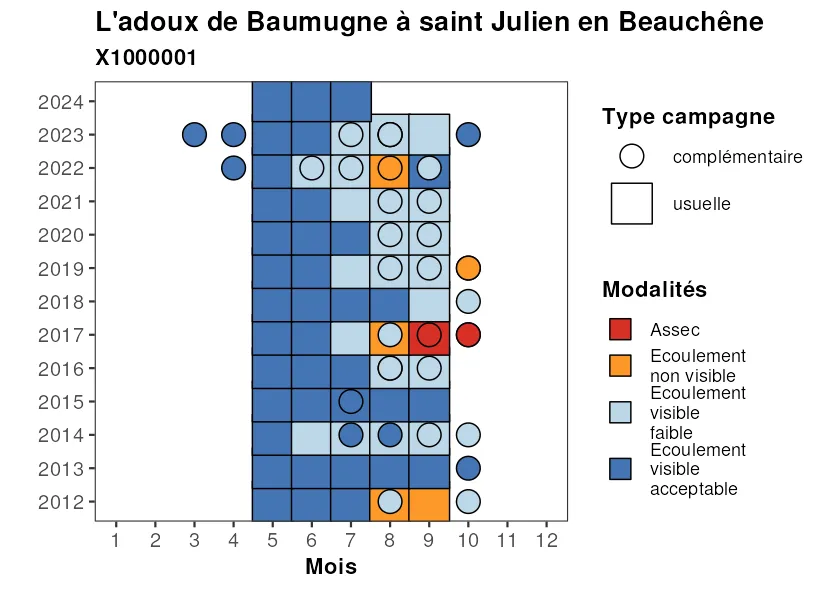 L'adoux de Baumugne à saint Julien en Beauchêne
X1000001
2024
2023
2022
2021
2020
2019
2018
2017
2016
2015
2014
2013
2012
1 2 3 4 5 6 7 8 9 10 11 12
Mois
Type campagne
complémentaire
usuelle
Modalités
Assec
Ecoulement
non visible
Ecoulement
visible
faible
Ecoulement
visible
acceptable